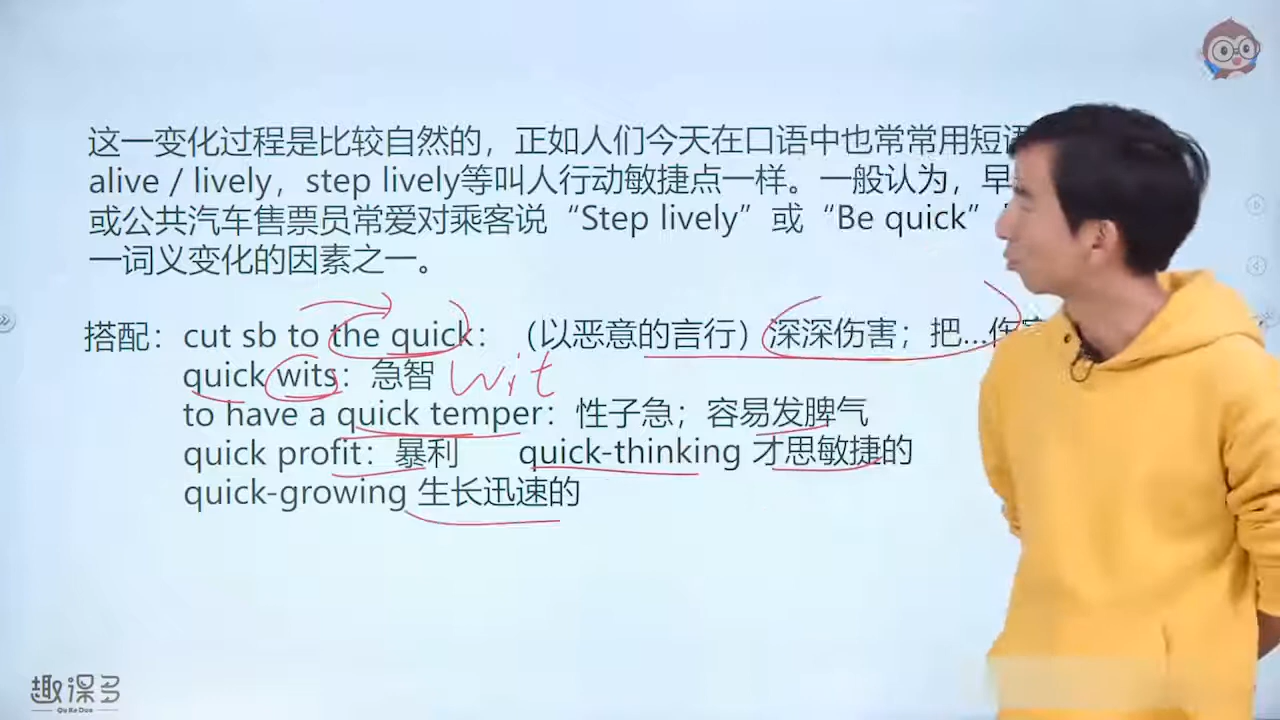 这一变化过程是比较自然的，正如人们今天在口语中也常常用短语
alive / lively，step lively等叫人行动敏捷点一样。一般认为，早
或公共汽车售票员常爱对乘客说“Step lively”或“Be quick”
一词义变化的因素之一。
搭配：cut sb to the quick：（以恶意的言行）深深伤害；把...伤害
quick wits：急智 wit
to have a quick temper：性子急；容易发脾气
quick profit：暴利 quick-thinking 才思敏捷的
quick-growing 生长迅速的
趣课多
Qu Ke Duo